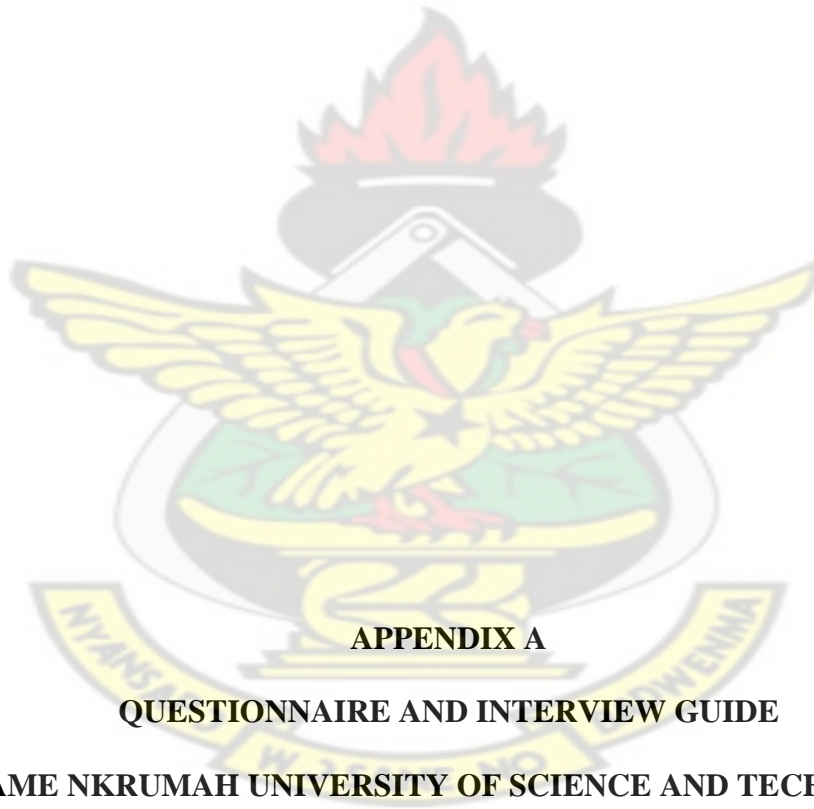 APPENDIX A
QUESTIONNAIRE AND INTERVIEW GUIDE
AME NKRUMAH UNIVERSITY OF SCIENCE AND TECH